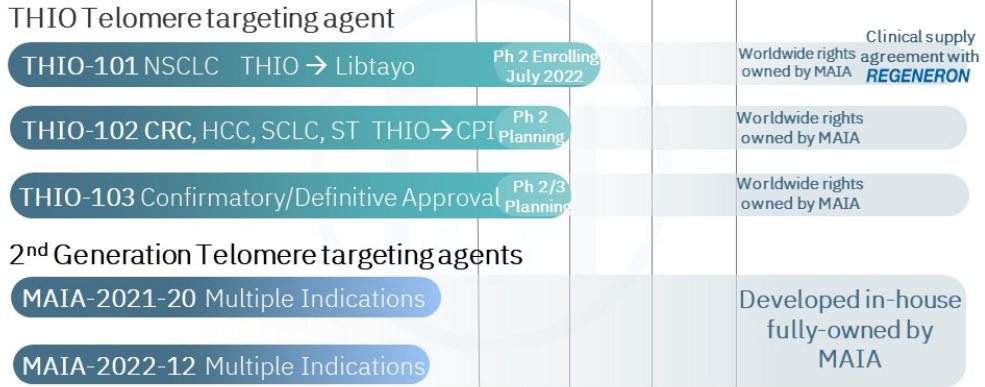 THIO Telomere targeting agent
THIO-101 NSCLC THIO → Libtayo
Ph 2 Enrolling
July 2022
Worldwide rights
owned by MAIA
Clinical supply
agreement with
REGENERON
THIO-102 CRC, HCC, SCLC, ST THIO→CPI
Ph 2
Planning
Worldwide rights
owned by MAIA
THIO-103 Confirmatory/Definitive Approval
Ph 2/3
Planning
Worldwide rights
owned by MAIA
2nd Generation Telomere targeting agents
MAIA-2021-20 Multiple Indications
MAIA-2022-12 Multiple Indications
Developed in-house
fully-owned by
MAIA